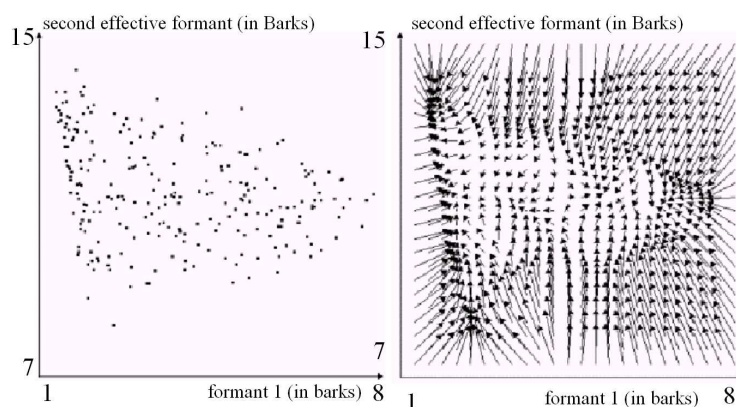 second effective formant (in Barks)
15
7
1
formant 1 (in barks)
8
second effective formant (in Barks)
15
7
1
formant 1 (in barks)
8